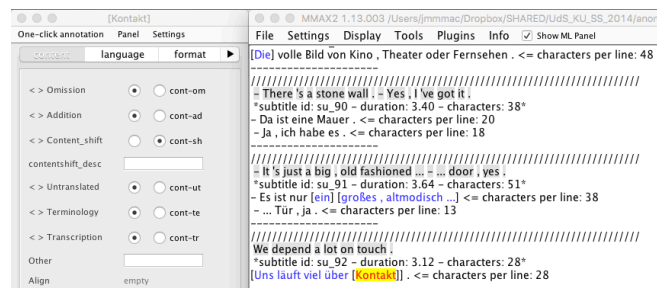 [Kontakt]
One-click annotation Panel Settings
content language format ▶
< > Omission cont-om
< > Addition cont-ad
< > Content_shift cont-sh
contentshift_desc
< > Untranslated cont-ut
< > Terminology cont-te
< > Transcription cont-tr
Other
Align empty
MMAX2 1.13.003 /Users/jmmmac/Dropbox/SHARED/UdS_KU_SS_2014/anor
File Settings Display Tools Plugins Info Show ML Panel
[Die] volle Bild von Kino , Theater oder Fernsehen . <= characters per line: 48
----------------------
////////////////////////////////////////////////////////////////////////
– There 's a stone wall . – Yes , I 've got it .
*subtitle id: su_90 – duration: 3.40 – characters: 38*
– Da ist eine Mauer . <= characters per line: 20
– Ja , ich habe es . <= characters per line: 18
----------------------
////////////////////////////////////////////////////////////////////////
– It 's just a big , old fashioned ... – ... door , yes .
*subtitle id: su_91 – duration: 3.64 – characters: 51*
– Es ist nur [ein] [großes , altmodisch ...] <= characters per line: 38
– ... Tür , ja . <= characters per line: 13
----------------------
////////////////////////////////////////////////////////////////////////
We depend a lot on touch .
*subtitle id: su_92 – duration: 3.12 – characters: 28*
[Uns läuft viel über [Kontakt]] . <= characters per line: 28